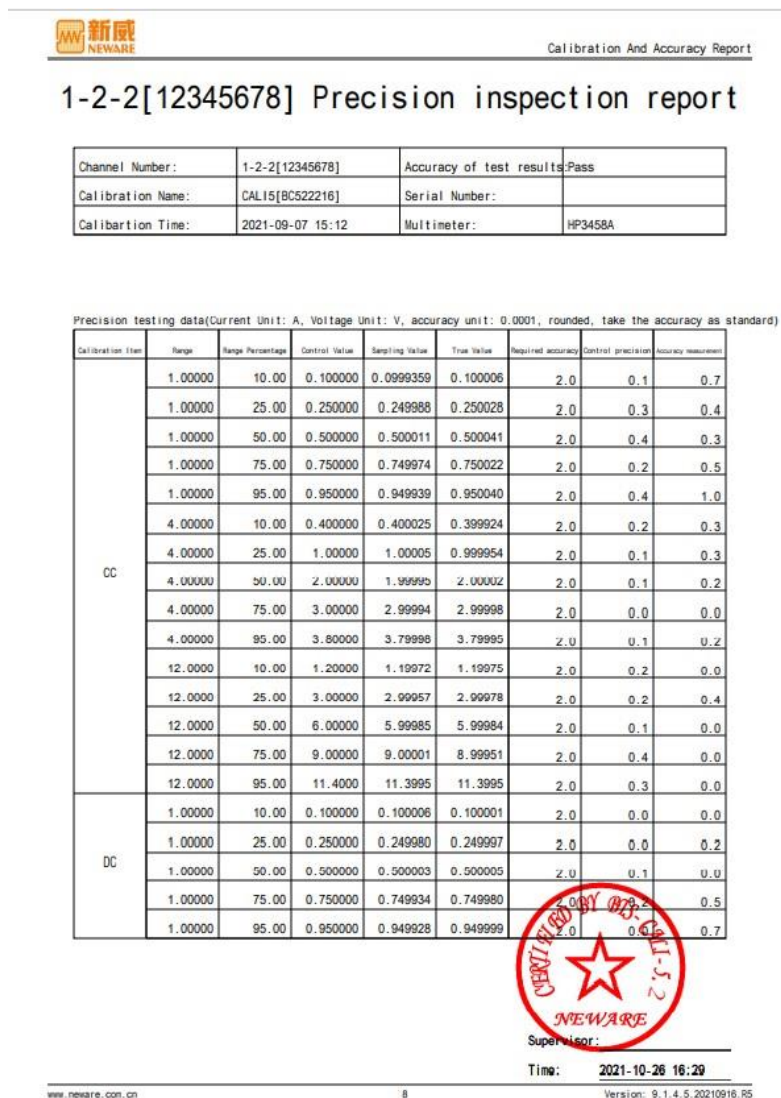 新威
NEWARE
Calibration And Accuracy Report
1-2-2[12345678] Precision inspection report
Channel Number: 1-2-2[12345678] Accuracy of test results:Pass
Calibration Name: CALI5[BC522216] Serial Number:
Calibartion Time: 2021-09-07 15:12 Multimeter: HP3458A
Precision testing data(Current Unit: A, Voltage Unit: V, accuracy unit: 0.0001, rounded, take the accuracy as standard)
Calibration Item Range Range Percentage Control Value Sampling Value True Value Required accuracy Control precision Accuracy measurement
1.00000 10.00 0.100000 0.0999359 0.100006 2.0 0.1 0.7
1.00000 25.00 0.250000 0.249988 0.250028 2.0 0.3 0.4
1.00000 50.00 0.500000 0.500011 0.500041 2.0 0.4 0.3
1.00000 75.00 0.750000 0.749974 0.750022 2.0 0.2 0.5
1.00000 95.00 0.950000 0.949939 0.950040 2.0 0.4 1.0
4.00000 10.00 0.400000 0.400025 0.399924 2.0 0.2 0.3
4.00000 25.00 1.00000 1.00005 0.999954 2.0 0.1 0.3
CC
4.00000 50.00 2.00000 1.99995 2.00002 2.0 0.1 0.2
4.00000 75.00 3.00000 2.99994 2.99998 2.0 0.0 0.0
4.00000 95.00 3.80000 3.79998 3.79995 2.0 0.1 0.2
12.0000 10.00 1.20000 1.19972 1.19975 2.0 0.2 0.0
12.0000 25.00 3.00000 2.99957 2.99978 2.0 0.2 0.4
12.0000 50.00 6.00000 5.99985 5.99984 2.0 0.1 0.0
12.0000 75.00 9.00000 9.00001 8.99951 2.0 0.4 0.0
12.0000 95.00 11.4000 11.3995 11.3995 2.0 0.3 0.0
1.00000 10.00 0.100000 0.100006 0.100001 2.0 0.0 0.0
1.00000 25.00 0.250000 0.249980 0.249997 2.0 0.0 0.2
DC
1.00000 50.00 0.500000 0.500003 0.500005 2.0 0.1 0.0
1.00000 75.00 0.750000 0.749934 0.749980 2.0 0.2 0.5
1.00000 95.00 0.950000 0.949928 0.949999 2.0 0.0 0.7
CERTIFIED BY BTS-CALI-5.2
NEWARE
Supervisor:
Time: 2021-10-26 16:29
www.neware.com.cn 8 Version: 9.1.4.5.20210916.R5